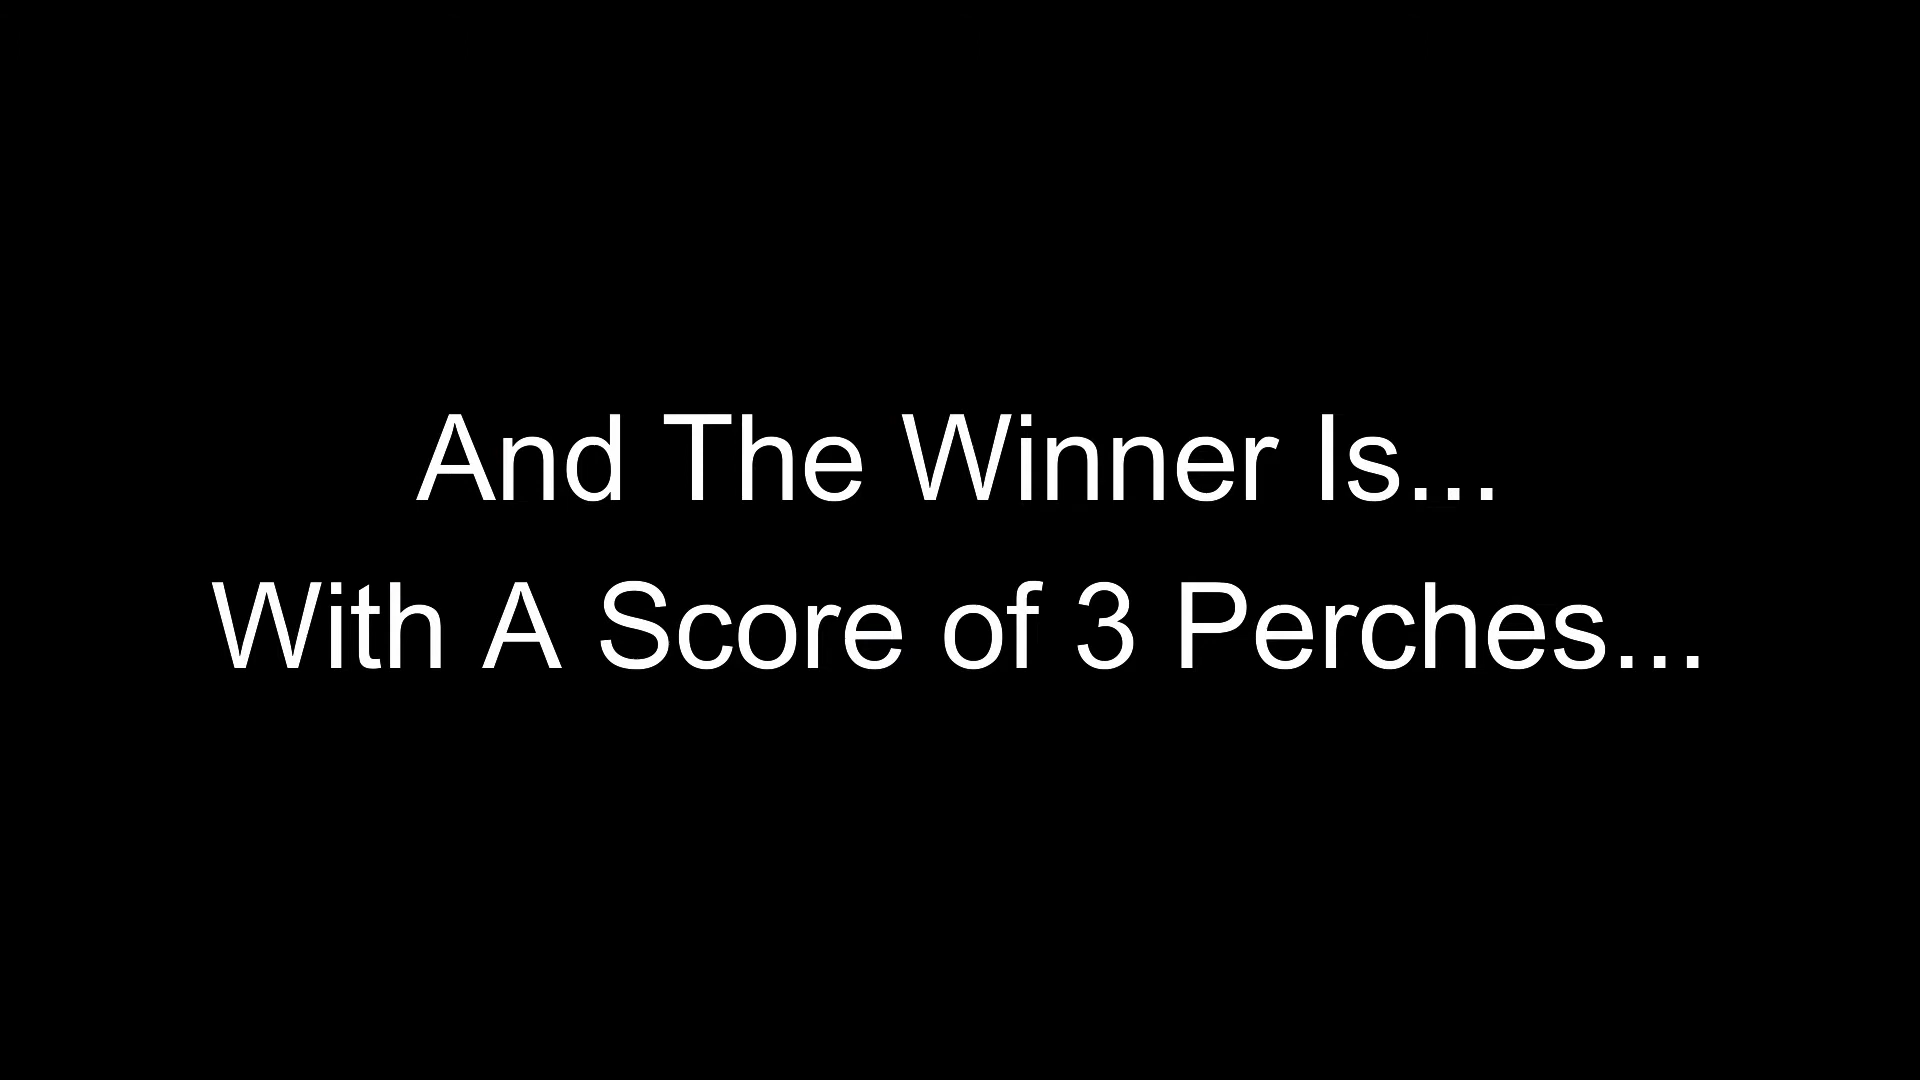 And The Winner Is...
With A Score of 3 Perches...